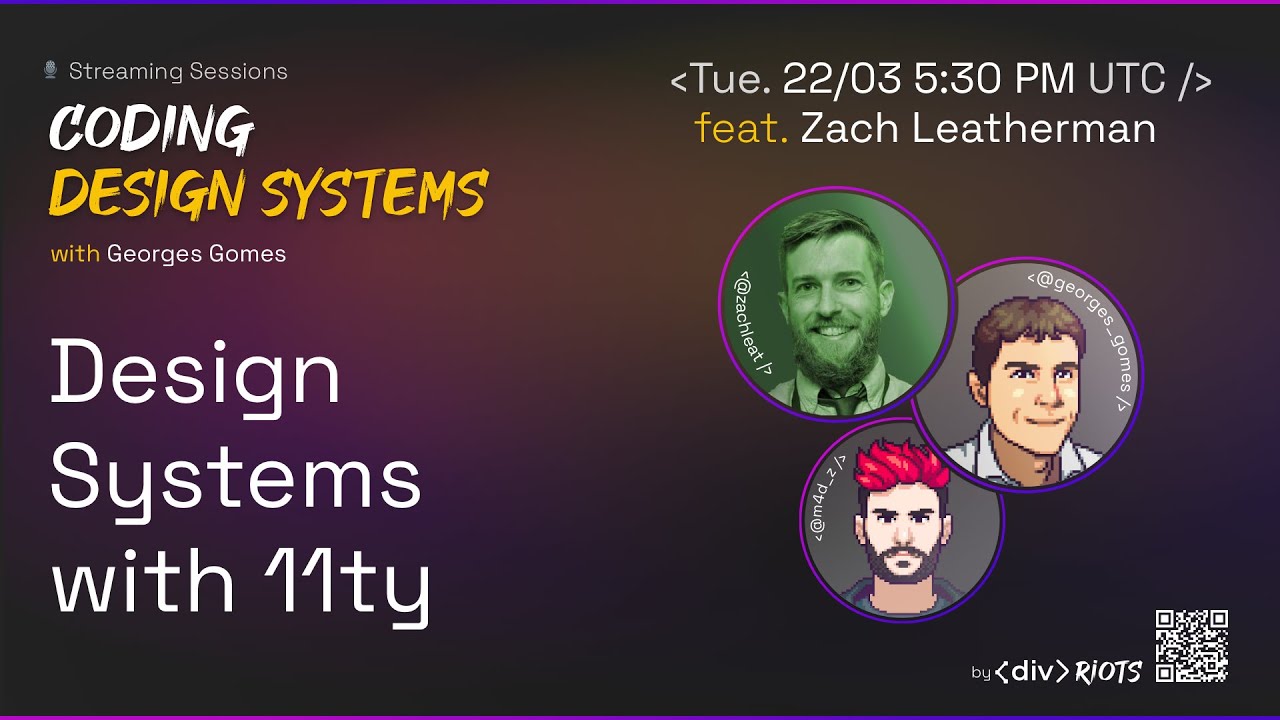 Streaming Sessions
CODING
DESIGN SYSTEMS
with Georges Gomes
Design
Systems
with 11ty
<Tue. 22/03 5:30 PM UTC />
feat. Zach Leatherman
<@zachleat />
<@georges_gomes />
<@m4d_z />
by <div> RIOTS